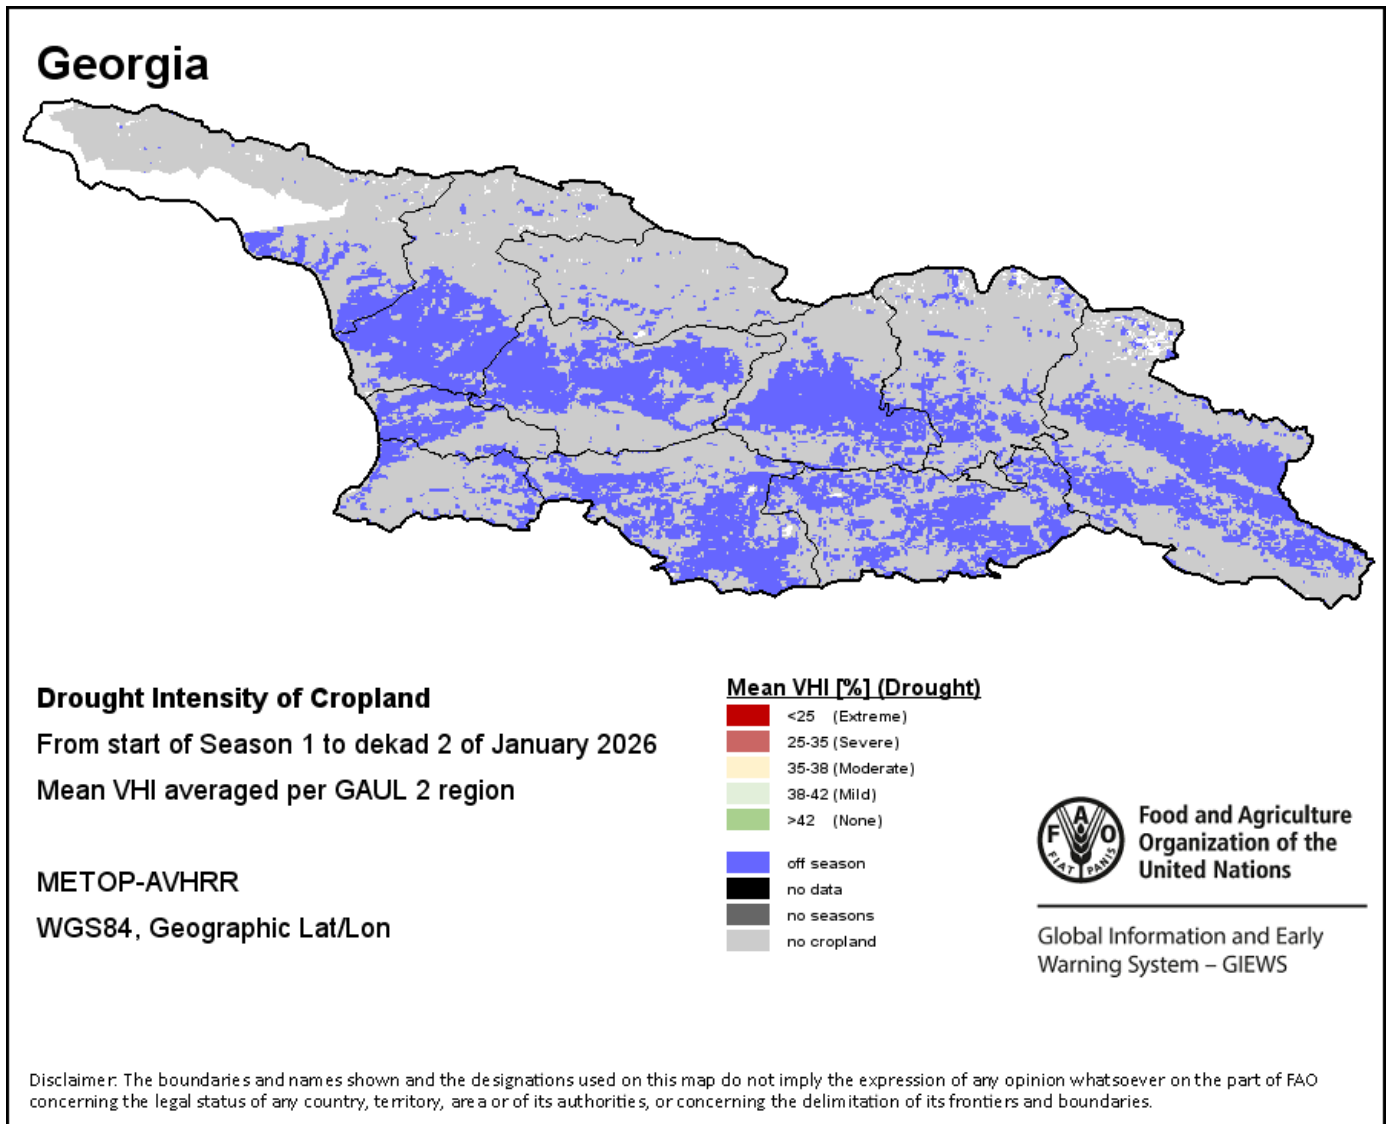 Georgia
Drought Intensity of Cropland
From start of Season 1 to dekad 2 of January 2026
Mean VHI averaged per GAUL 2 region
METOP-AVHRR
WGS84, Geographic Lat/Lon
Mean VHI [%] (Drought)
<25 (Extreme)
25-35 (Severe)
35-38 (Moderate)
38-42 (Mild)
>42 (None)
off season
no data
no seasons
no cropland
F A O
FIAT PANIS
Food and Agriculture
Organization of the
United Nations
Global Information and Early
Warning System – GIEWS
Disclaimer: The boundaries and names shown and the designations used on this map do not imply the expression of any opinion whatsoever on the part of FAO
concerning the legal status of any country, territory, area or of its authorities, or concerning the delimitation of its frontiers and boundaries.